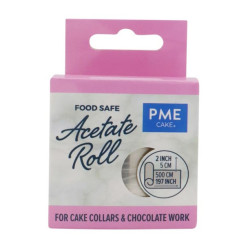 FOOD SAFE
Acetate
Roll
PME
CAKE
2 INCH
5 CM
500 CM
197 INCH
FOR CAKE COLLARS & CHOCOLATE WORK